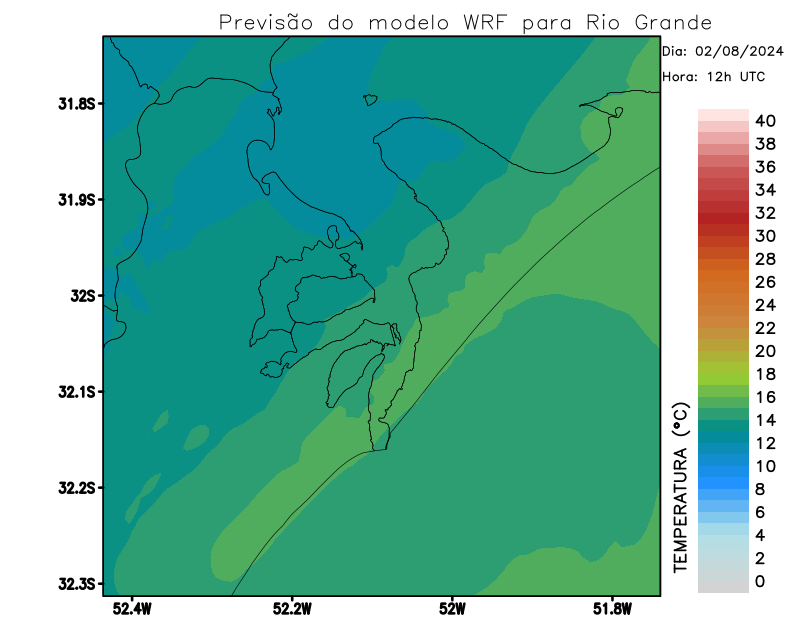 Previsão do modelo WRF para Rio Grande
Dia: 02/08/2024
Hora: 12h UTC
31.8S
31.9S
32S
32.1S
32.2S
32.3S
52.4W
52.2W
52W
51.8W
TEMPERATURA (°C)
40
38
36
34
32
30
28
26
24
22
20
18
16
14
12
10
8
6
4
2
0